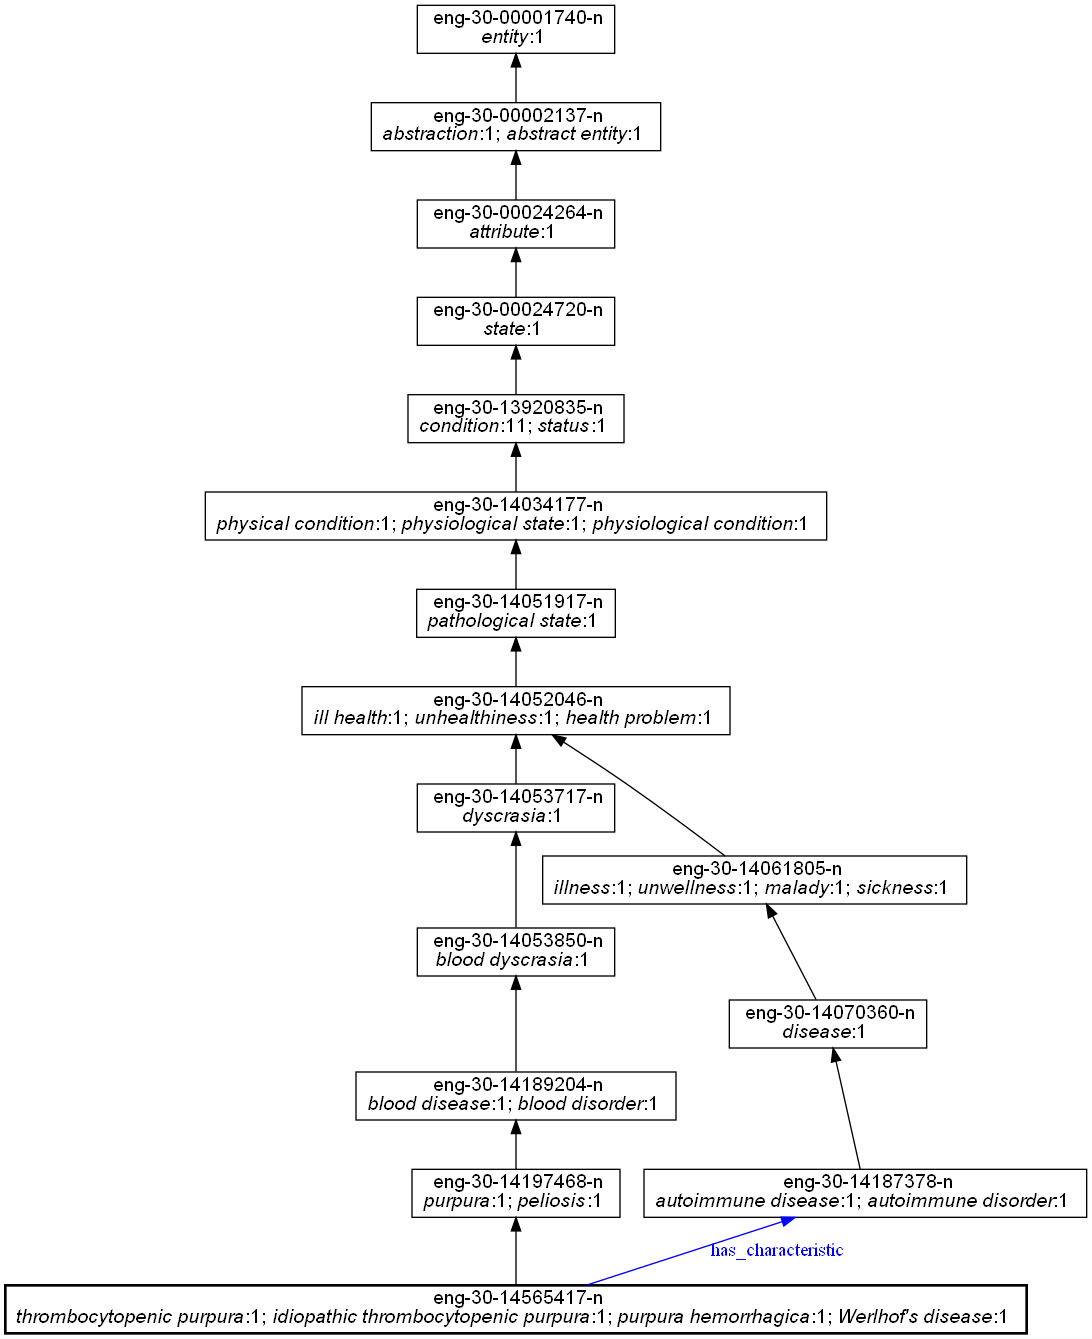 eng-30-00001740-n
entity:1
eng-30-00002137-n
abstraction:1; abstract entity:1
eng-30-00024264-n
attribute:1
eng-30-00024720-n
state:1
eng-30-13920835-n
condition:11; status:1
eng-30-14034177-n
physical condition:1; physiological state:1; physiological condition:1
eng-30-14051917-n
pathological state:1
eng-30-14052046-n
ill health:1; unhealthiness:1; health problem:1
eng-30-14053717-n
dyscrasia:1
eng-30-14061805-n
illness:1; unwellness:1; malady:1; sickness:1
eng-30-14053850-n
blood dyscrasia:1
eng-30-14070360-n
disease:1
eng-30-14189204-n
blood disease:1; blood disorder:1
eng-30-14197468-n
purpura:1; peliosis:1
eng-30-14187378-n
autoimmune disease:1; autoimmune disorder:1
has_characteristic
eng-30-14565417-n
thrombocytopenic purpura:1; idiopathic thrombocytopenic purpura:1; purpura hemorrhagica:1; Werlhof's disease:1